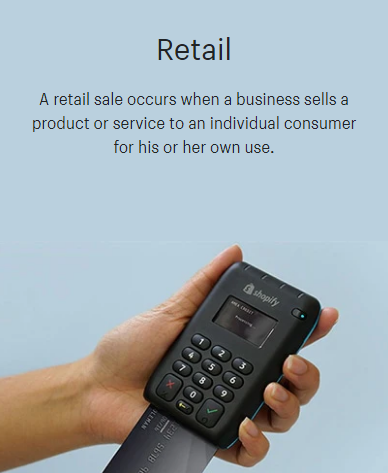 Retail
A retail sale occurs when a business sells a
product or service to an individual consumer
for his or her own use.
shopify
1 2 3
4 5 6
7 8 9
0